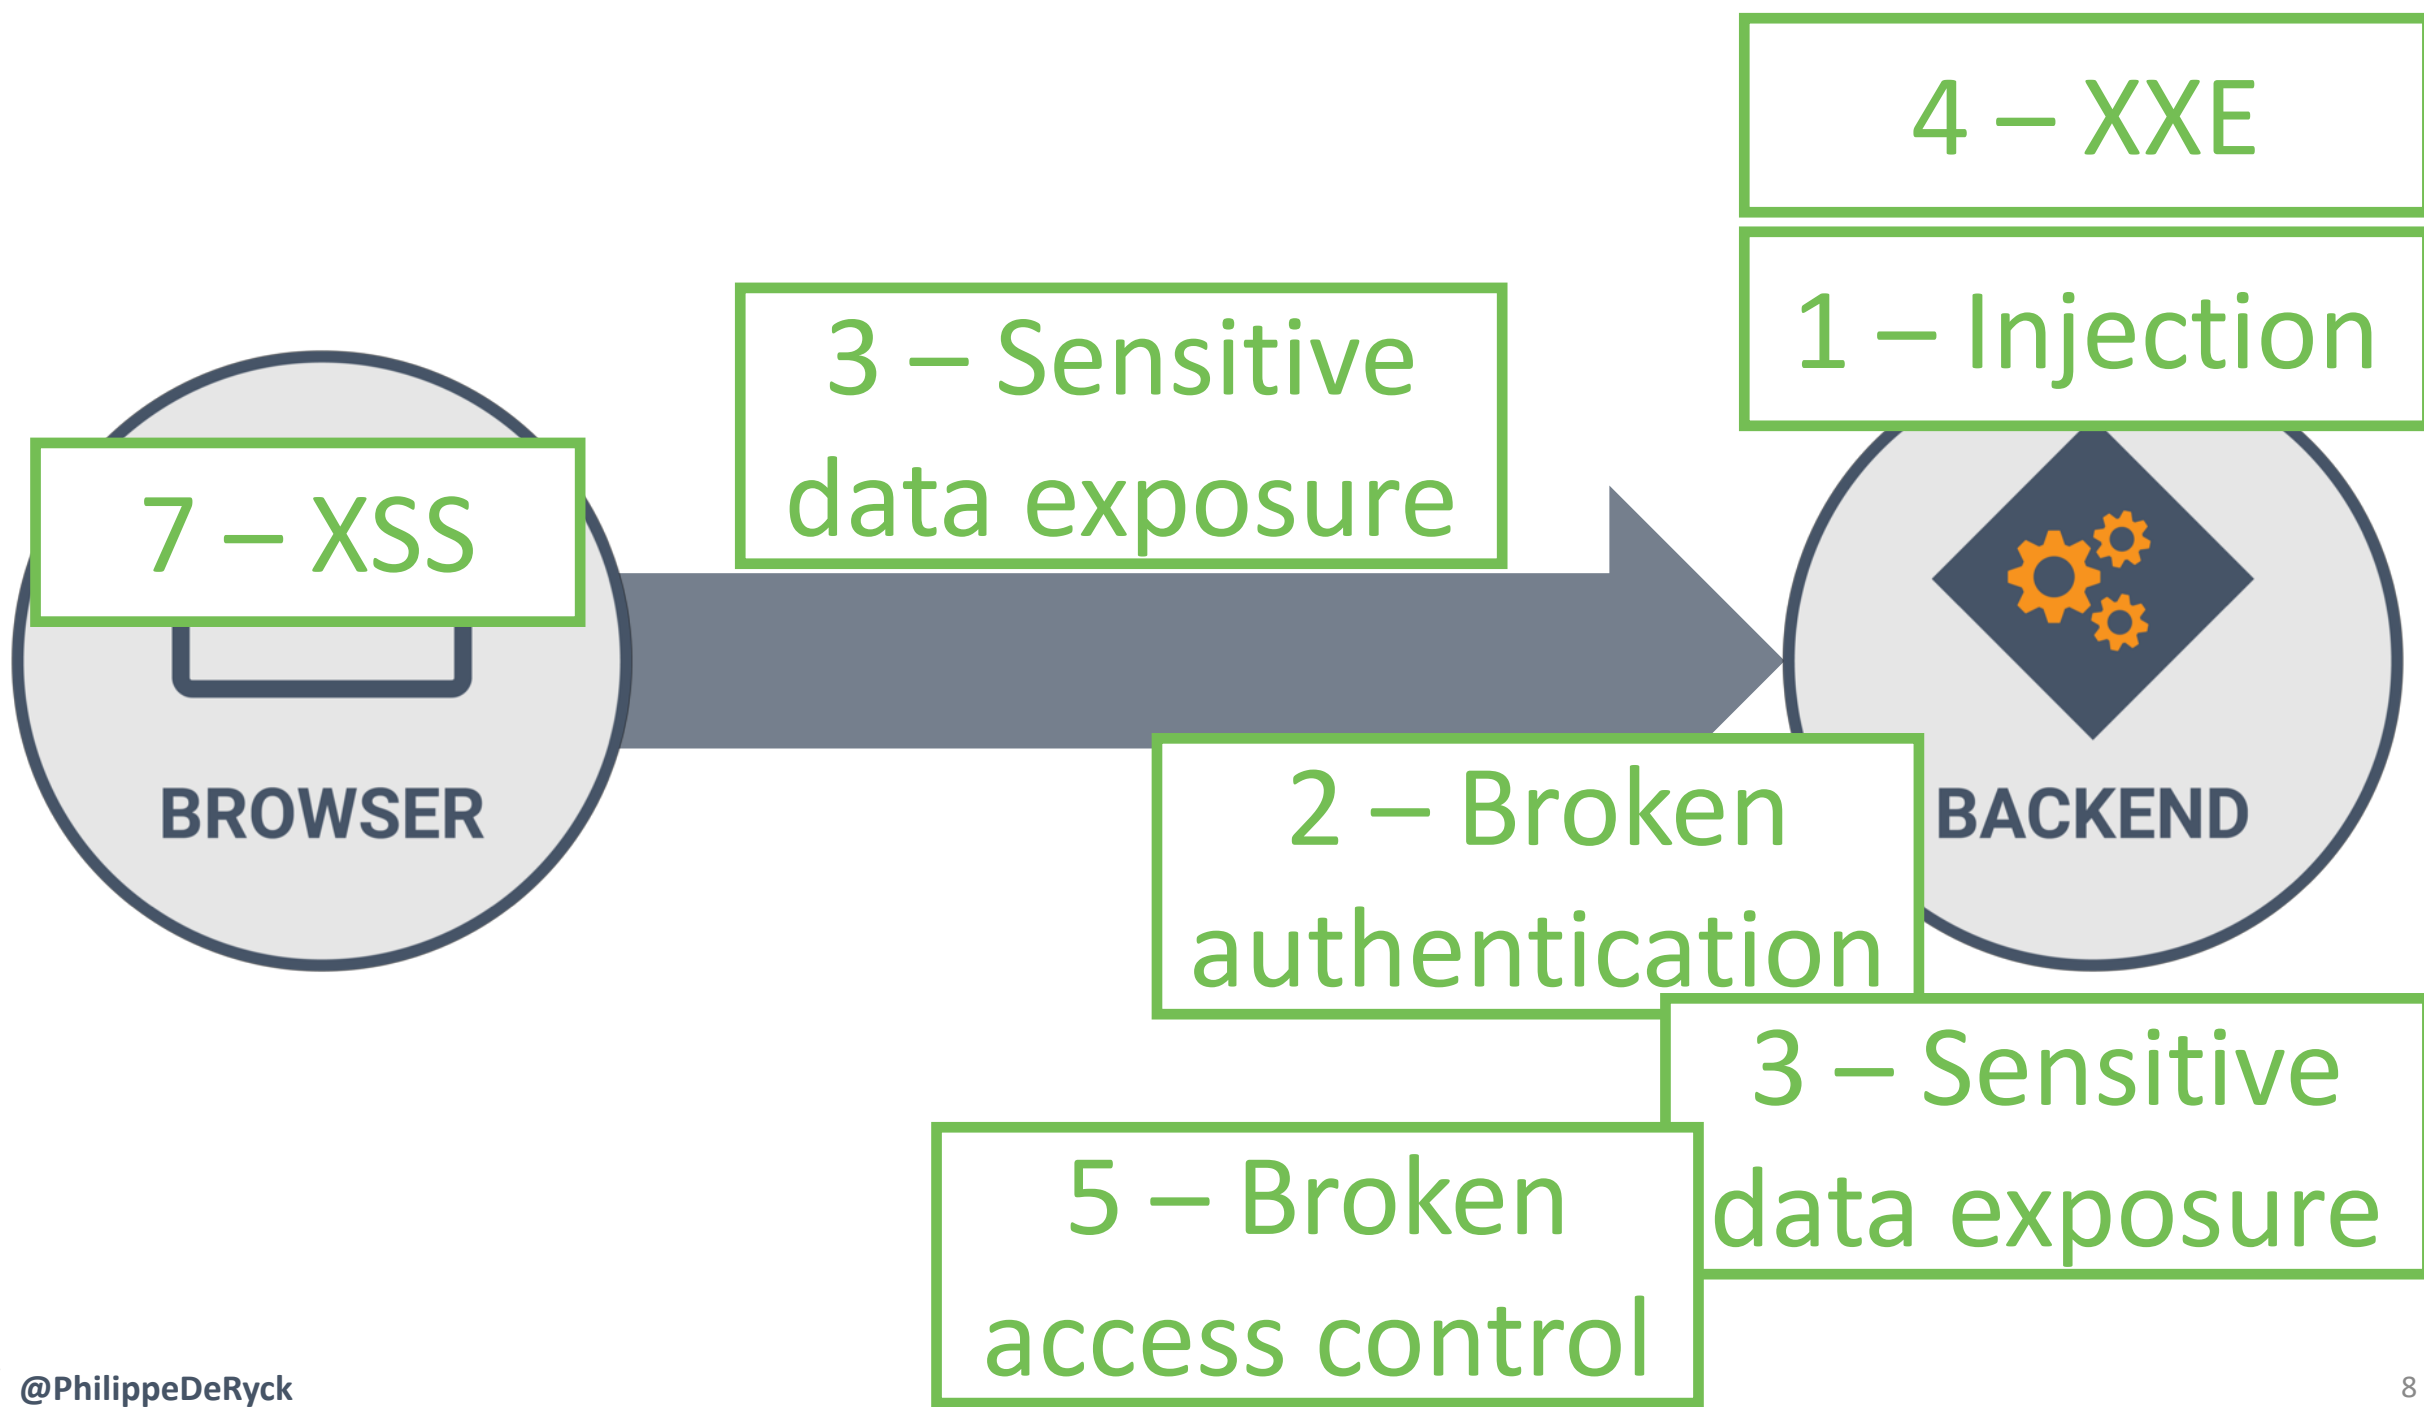 4 – XXE
1 – Injection
3 – Sensitive
data exposure
7 – XSS
BROWSER
BACKEND
2 – Broken
authentication
3 – Sensitive
data exposure
5 – Broken
access control
@PhilippeDeRyck
8